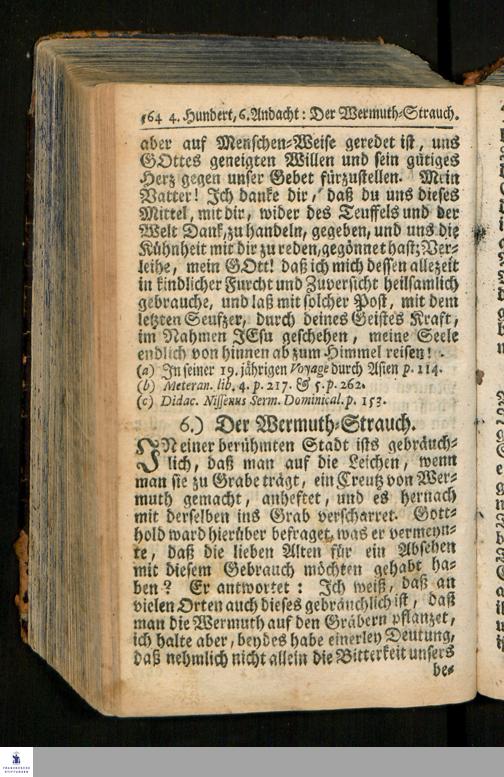 564 4. Hundert, 6. Andacht: Der Wermuth-Strauch.
aber auf Menschen-Weise geredet ist, uns
GOttes geneigten Willen und sein gütiges
Herz gegen unser Gebet fürzustellen. Mein
Vatter! Ich danke dir, daß du uns dieses
Mittel, mit dir, wider des Teuffels und der
Welt Dank, zu handeln, gegeben, und uns die
Kühnheit mit dir zu reden, gegönnet hast; Ver-
leihe, mein GOtt! daß ich mich dessen allezeit
in kindlicher Furcht und Zuversicht heilsamlich
gebrauche, und laß mit solcher Post, mit dem
letzten Seufzer, durch deines Geistes Kraft,
im Nahmen JEsu geschehen, meine Seele
endlich von hinnen ab zum Himmel reisen!
(a) In seiner 19. jährigen Voyage durch Asien p. 114.
(b) Meteran. lib. 4. p. 217. & 5. p. 262.
(c) Didac. Nissenus Serm. Dominical. p. 153.
6.) Der Wermuth-Strauch.
IN einer berühmten Stadt ists gebräuch-
lich, daß man auf die Leichen, wenn
man sie zu Grabe trägt, ein Creutz von Wer-
muth gemacht, anheftet, und es hernach
mit derselben ins Grab verscharret. Gott-
hold ward hierüber befraget, was er vermeyn-
te, daß die lieben Alten für ein Absehen
mit diesem Gebrauch möchten gehabt ha-
ben? Er antwortet: Ich weiß, daß an
vielen Orten auch dieses gebräuchlich ist, daß
man die Wermuth auf den Gräbern pflanzet,
ich halte aber, beydes habe einerley Deutung,
daß nehmlich nicht allein die Bitterkeit unsers
be-
FRANCKESCHE
STIFTUNGEN